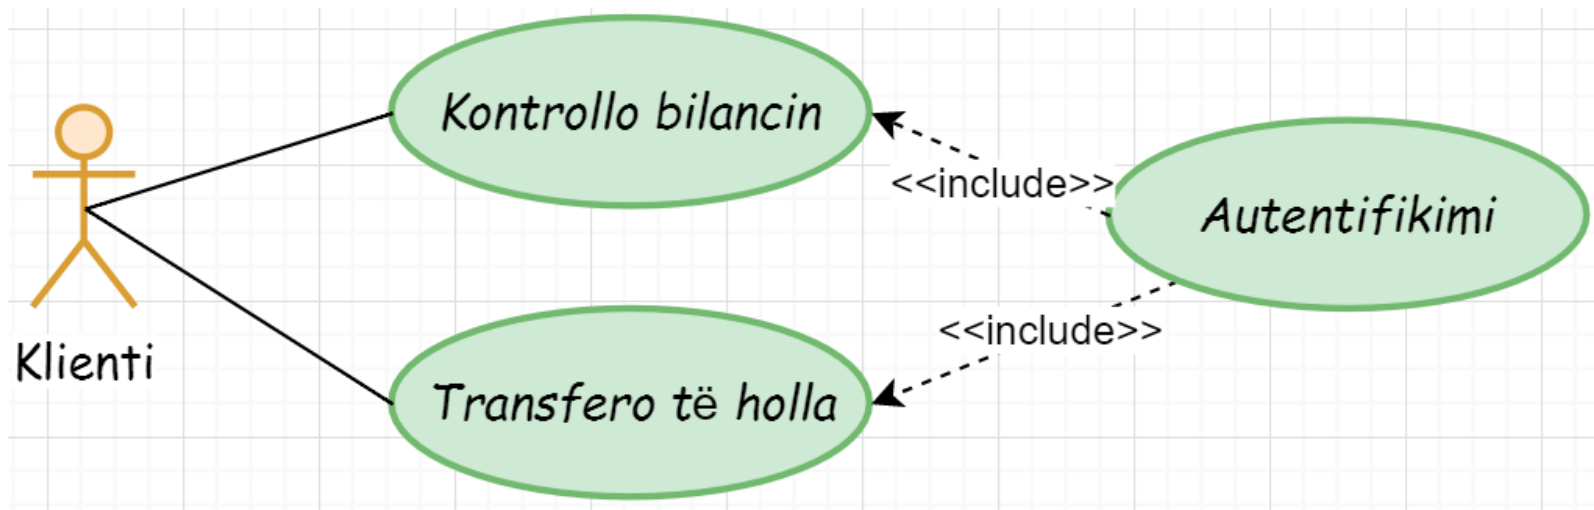 Kontrollo bilancin
<<include>>
Autentifikimi
<<include>>
Klienti
Transfero të holla